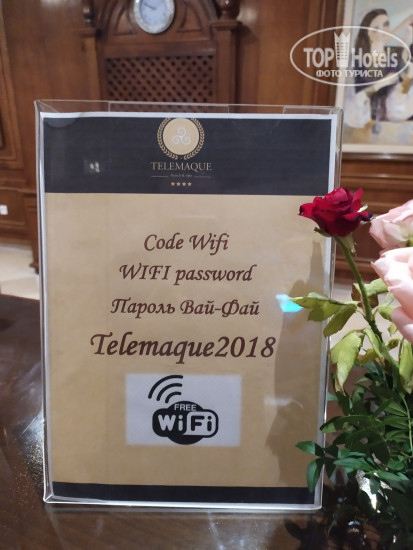 TOP Hotels
ФОТО ТУРИСТА
TELEMAQUE
Code Wifi
WIFI password
Пароль Вай-Фай
Telemaque2018
FREE
WiFi